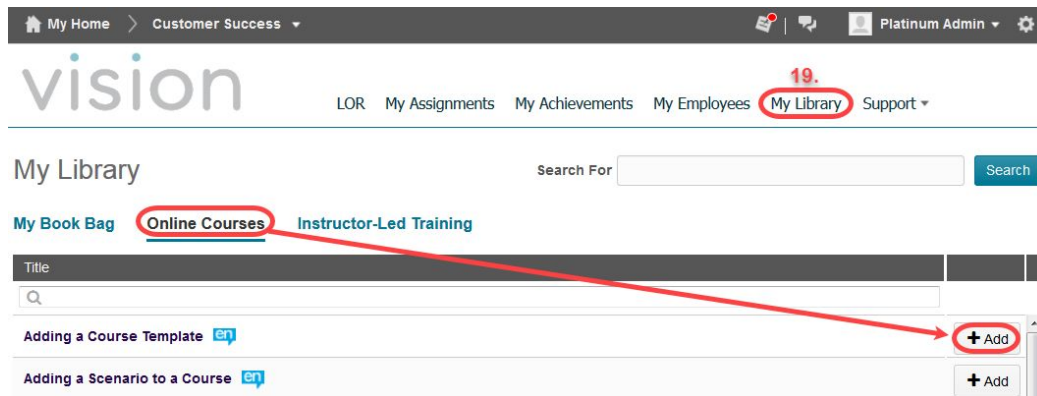 My Home > Customer Success
Platinum Admin
vision
19.
LOR My Assignments My Achievements My Employees My Library Support
My Library
Search For
Search
My Book Bag Online Courses Instructor-Led Training
Title
Adding a Course Template en
+ Add
Adding a Scenario to a Course en
+ Add